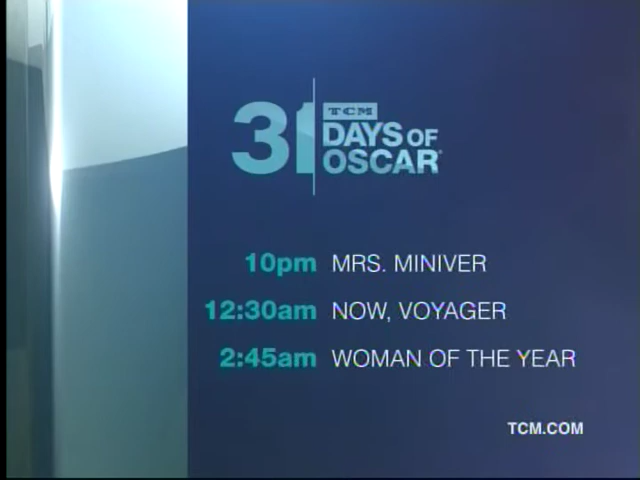 31 TCM
DAYS OF
OSCAR
10pm MRS. MINIVER
12:30am NOW, VOYAGER
2:45am WOMAN OF THE YEAR
TCM.COM